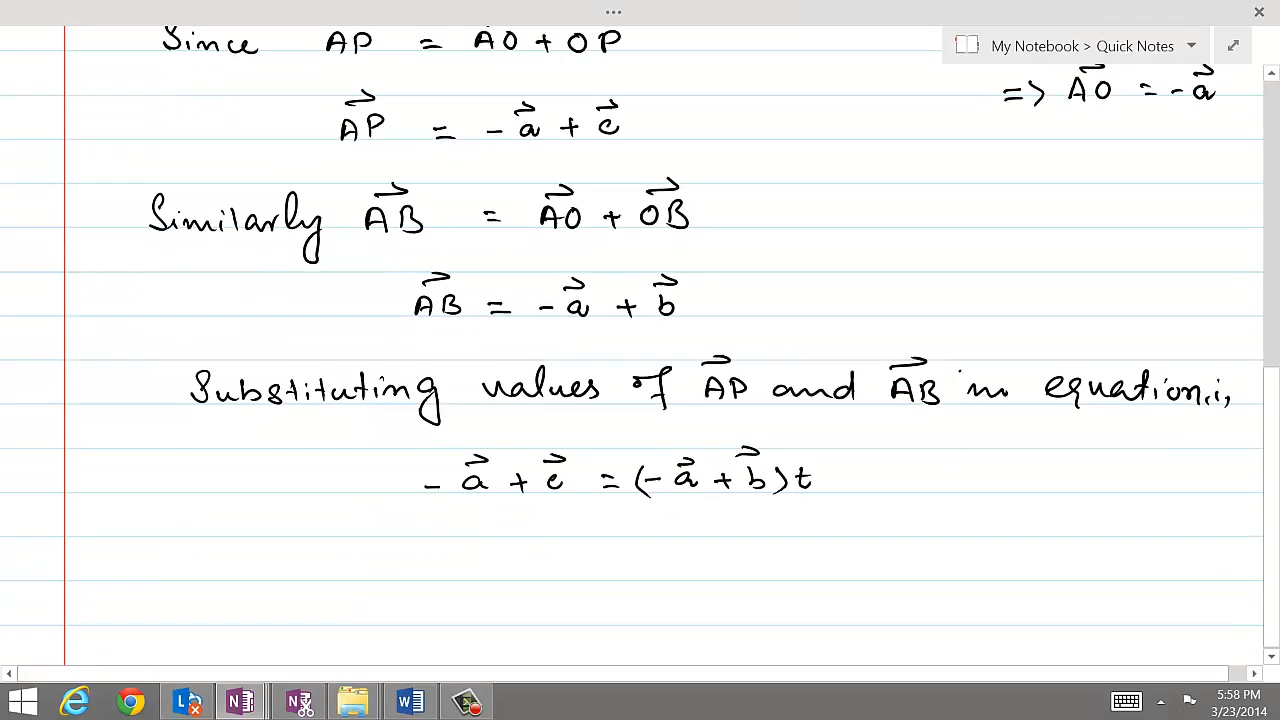 Since AP = AO + OP
My Notebook > Quick Notes
=> AO = - a
AP = - a + c
Similarly AB = AO + OB
AB = - a + b
Substituting values of AP and AB in equation, i,
- a + c = (- a + b) t
5:58 PM
3/23/2014